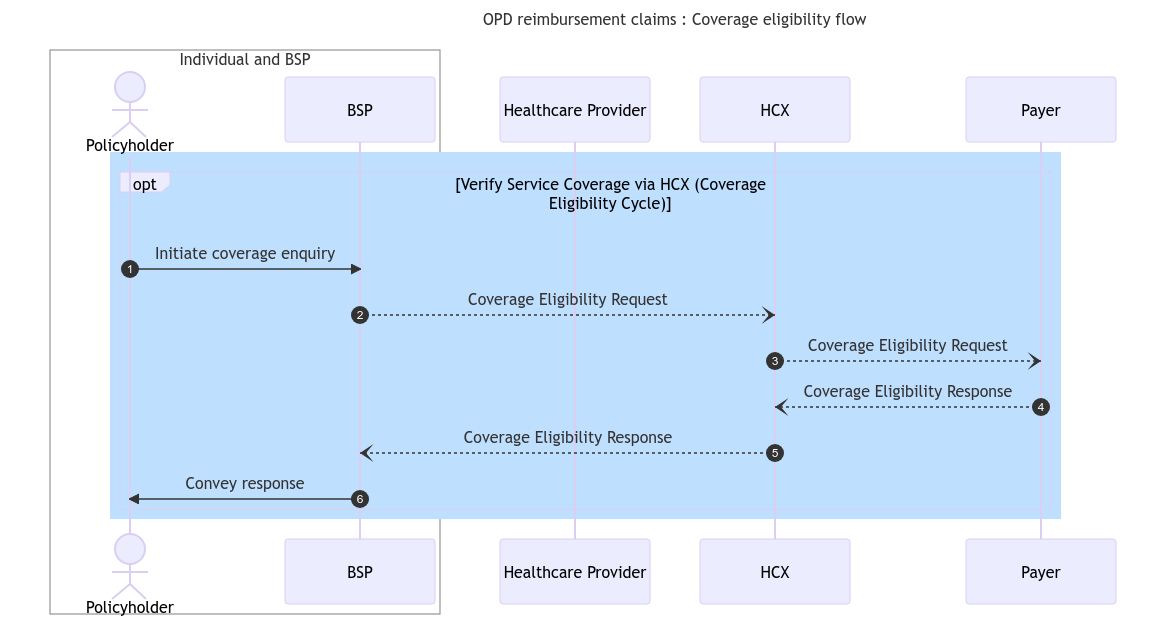 OPD reimbursement claims : Coverage eligibility flow
Individual and BSP
Policyholder
BSP
Healthcare Provider
HCX
Payer
opt
[Verify Service Coverage via HCX (Coverage
Eligibility Cycle)]
Initiate coverage enquiry
1
Coverage Eligibility Request
2
Coverage Eligibility Request
3
Coverage Eligibility Response
4
Coverage Eligibility Response
5
Convey response
6
Policyholder
BSP
Healthcare Provider
HCX
Payer